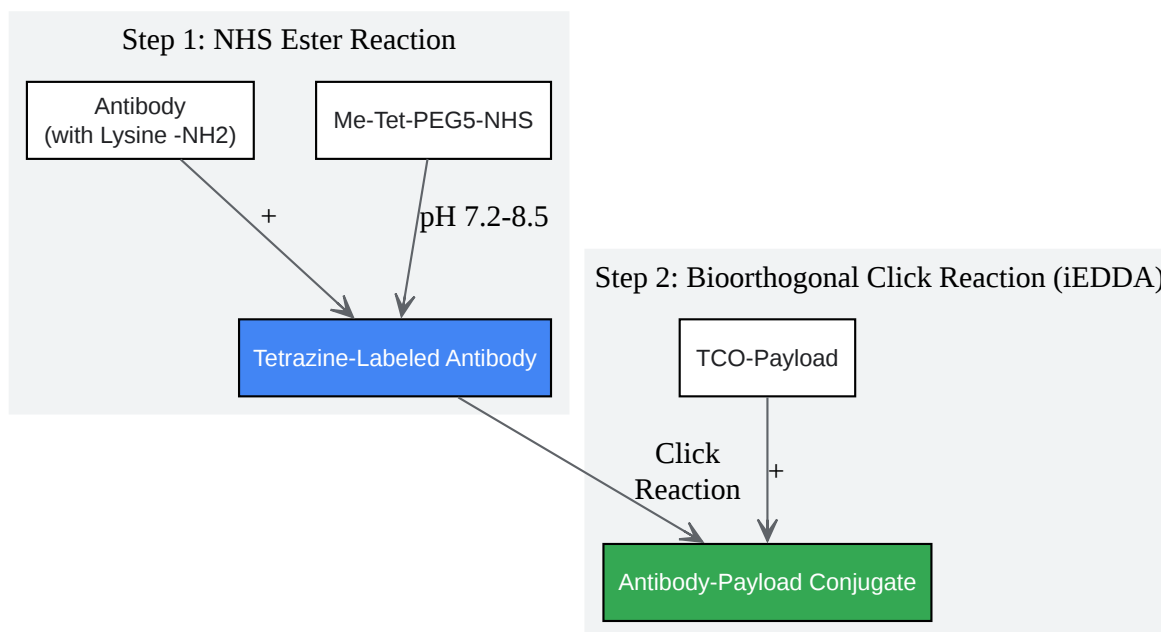 Step 1: NHS Ester Reaction
Antibody
(with Lysine -NH2)
Me-Tet-PEG5-NHS
+
pH 7.2-8.5
Tetrazine-Labeled Antibody
Step 2: Bioorthogonal Click Reaction (iEDDA)
TCO-Payload
Click
Reaction
+
Antibody-Payload Conjugate